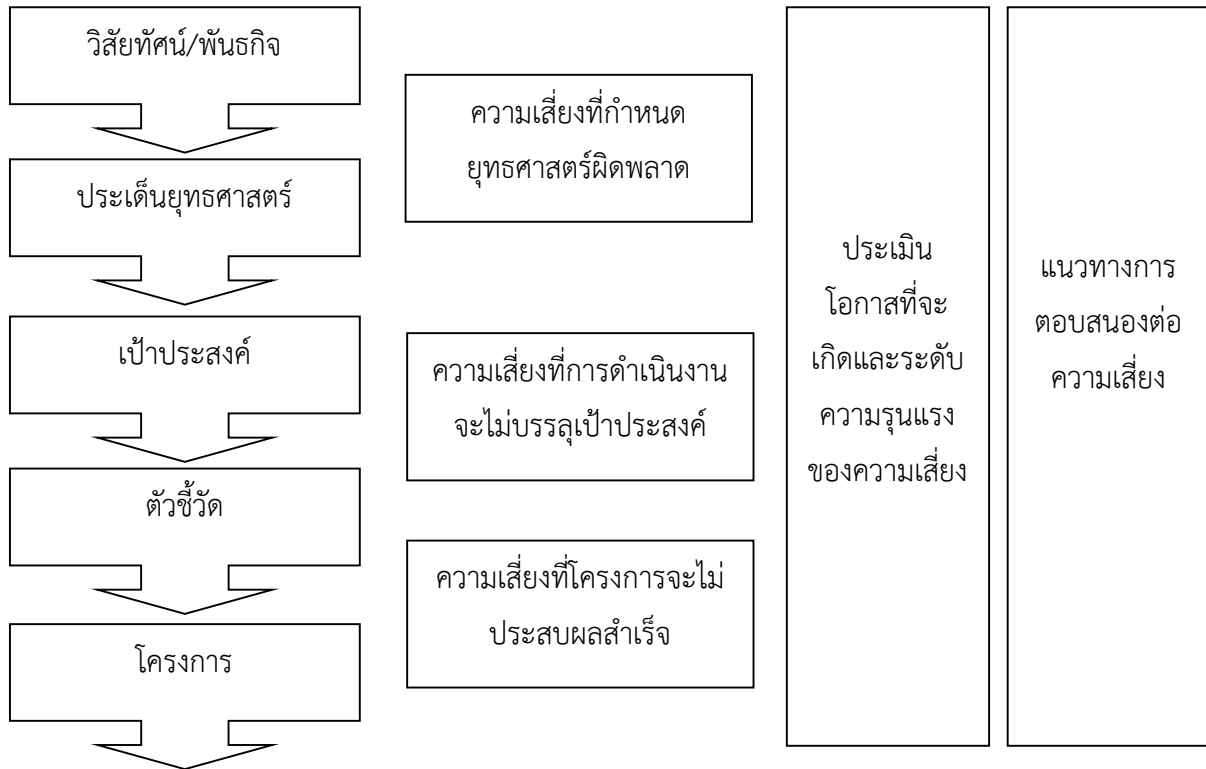 วิสัยทัศน์/พันธกิจ
ประเด็นยุทธศาสตร์
เป้าประสงค์
ตัวชี้วัด
โครงการ
ความเสี่ยงที่กำหนด
ยุทธศาสตร์ผิดพลาด
ความเสี่ยงที่การดำเนินงาน
จะไม่บรรลุเป้าประสงค์
ความเสี่ยงที่โครงการจะไม่
ประสบผลสำเร็จ
ประเมิน
โอกาสที่จะ
เกิดและระดับ
ความรุนแรง
ของความเสี่ยง
แนวทางการ
ตอบสนองต่อ
ความเสี่ยง